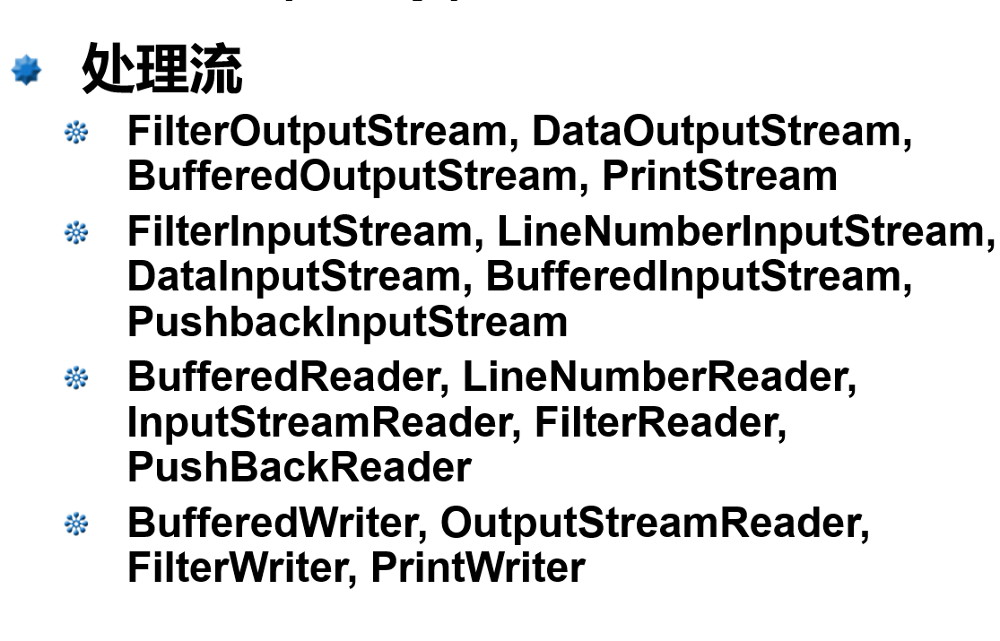 处理流
FilterOutputStream, DataOutputStream,
BufferedOutputStream, PrintStream
FilterInputStream, LineNumberInputStream,
DataInputStream, BufferedInputStream,
PushbackInputStream
BufferedReader, LineNumberReader,
InputStreamReader, FilterReader,
PushBackReader
BufferedWriter, OutputStreamReader,
FilterWriter, PrintWriter